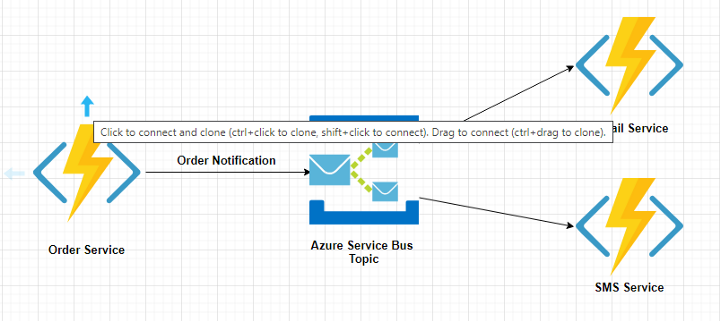 ail Service
Click to connect and clone (ctrl+click to clone, shift+click to connect). Drag to connect (ctrl+drag to clone).
Order Notification
Order Service
Azure Service Bus
Topic
SMS Service